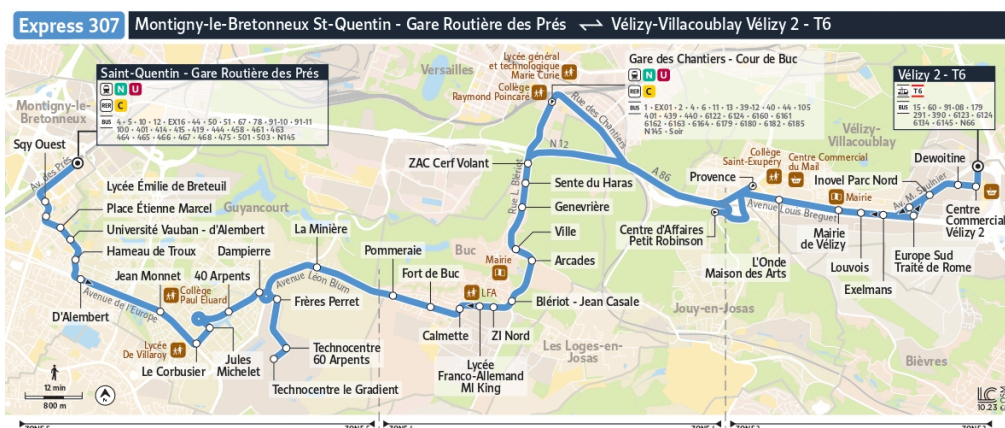 Express 307
Montigny-le-Bretonneux St-Quentin - Gare Routière des Prés ⇌ Vélizy-Villacoublay Vélizy 2 - T6
Saint-Quentin - Gare Routière des Prés
N U
RER C
BUS 4 - 5 - 10 - 12 - EX16 - 44 - 50 - 51 - 67 - 78 - 91-10 - 91-11
100 - 401 - 414 - 415 - 419 - 444 - 458 - 461 - 463
464 - 465 - 466 - 467 - 468 - 475 - 501 - 503 - N145
Versailles
Lycée général
et technologique
Marie Curie
Collège
Raymond Poincaré
Gare des Chantiers - Cour de Buc
N U
RER C
BUS 1 - EX01 - 2 - 4 - 6 - 11 - 13 - 39-12 - 40 - 44 - 105
401 - 439 - 440 - 6122 - 6124 - 6160 - 6161
6162 - 6163 - 6164 - 6179 - 6180 - 6182 - 6185
N145 - Soir
Vélizy 2 - T6
T6
BUS 15 - 60 - 91-08 - 179
291 - 390 - 6123 - 6124
6134 - 6145 - N66
Montigny-le-
Bretonneux
Sqy Ouest
Av. des Prés
Lycée Émilie de Breteuil
Place Étienne Marcel
Université Vauban - d'Alembert
Hameau de Troux
D'Alembert
Avenue de l'Europe
Jean Monnet
Collège
Paul Éluard
Lycée
De Villaroy
Le Corbusier
Jules
Michelet
40 Arpents
Dampierre
Guyancourt
La Minière
Avenue Léon Blum
Frères Perret
Technocentre
60 Arpents
Technocentre le Gradient
Pommeraie
Fort de Buc
Calmette
LFA
Lycée
Franco-Allemand
Ml King
ZI Nord
Blériot - Jean Casale
Arcades
Ville
Mairie
Buc
Genevrière
Sente du Haras
Rue L. Blériot
ZAC Cerf Volant
N 12
Rue des Chantiers
A 86
Les Loges-en-
Josas
Jouy-en-Josas
Provence
Centre d'Affaires
Petit Robinson
Collège
Saint-Exupéry
Centre Commercial
du Mail
Avenue Louis Breguet
L'Onde
Maison des Arts
Mairie
Mairie
de Vélizy
Louvois
Exelmans
Inovel Parc Nord
Av. M. Saulnier
Europe Sud
Traité de Rome
Dewoitine
Vélizy-
Villacoublay
Centre
Commercial
Vélizy 2
Bièvres
12 min
800 m
N
LC
10.23